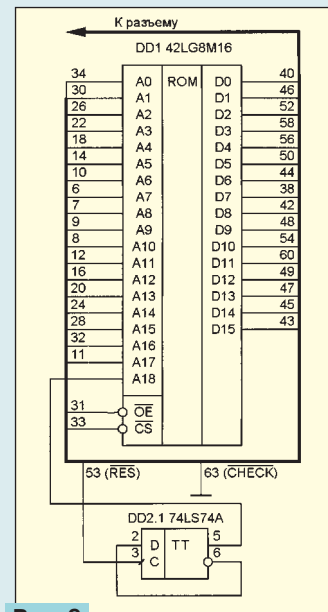 К разъему
DD1 42LG8M16
34 A0 ROM D0 40
30 A1 D1 46
26 A2 D2 52
22 A3 D3 58
18 A4 D4 56
14 A5 D5 50
10 A6 D6 44
6 A7 D7 38
7 A8 D8 42
9 A9 D9 48
8 A10 D10 54
12 A11 D11 60
16 A12 D12 49
20 A13 D13 47
24 A14 D14 45
28 A15 D15 43
32 A16
11 A17
A18
31 OE
33 CS
53 (RES) 63 (CHECK)
DD2.1 74LS74A
2 D TT 5
3 C 6